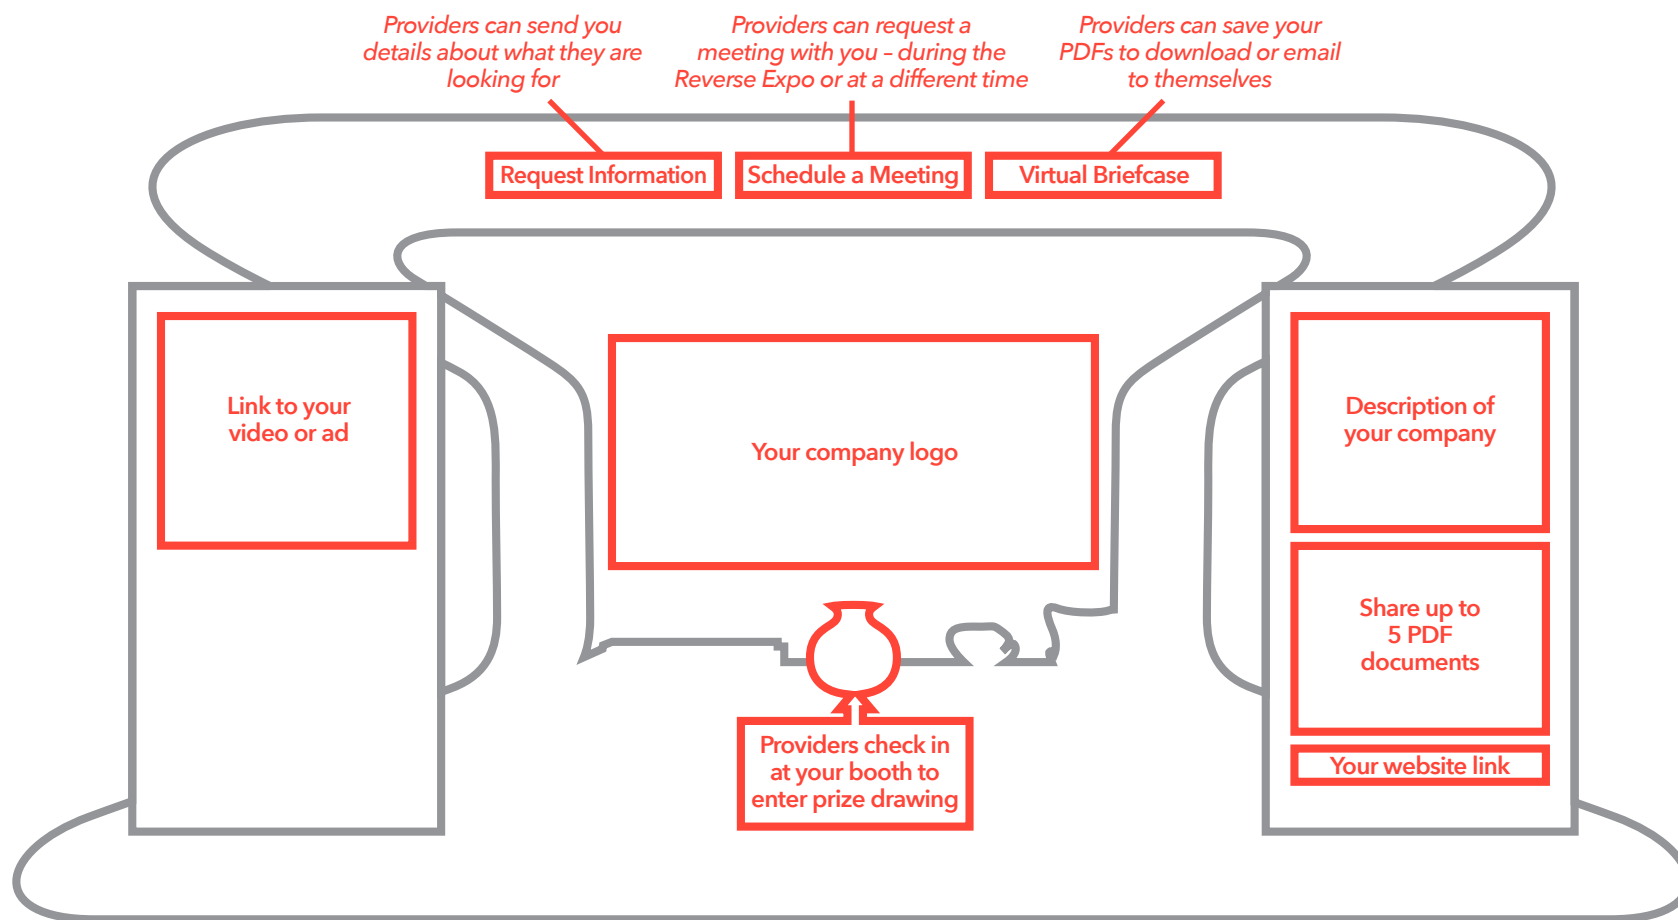 Providers can send you
details about what they are
looking for
Providers can request a
meeting with you – during the
Reverse Expo or at a different time
Providers can save your
PDFs to download or email
to themselves
Request Information
Schedule a Meeting
Virtual Briefcase
Link to your
video or ad
Your company logo
Description of
your company
Share up to
5 PDF
documents
Your website link
Providers check in
at your booth to
enter prize drawing